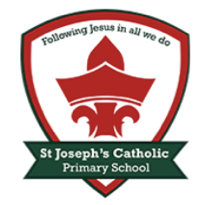 Following Jesus in all we do
St Joseph's Catholic
Primary School